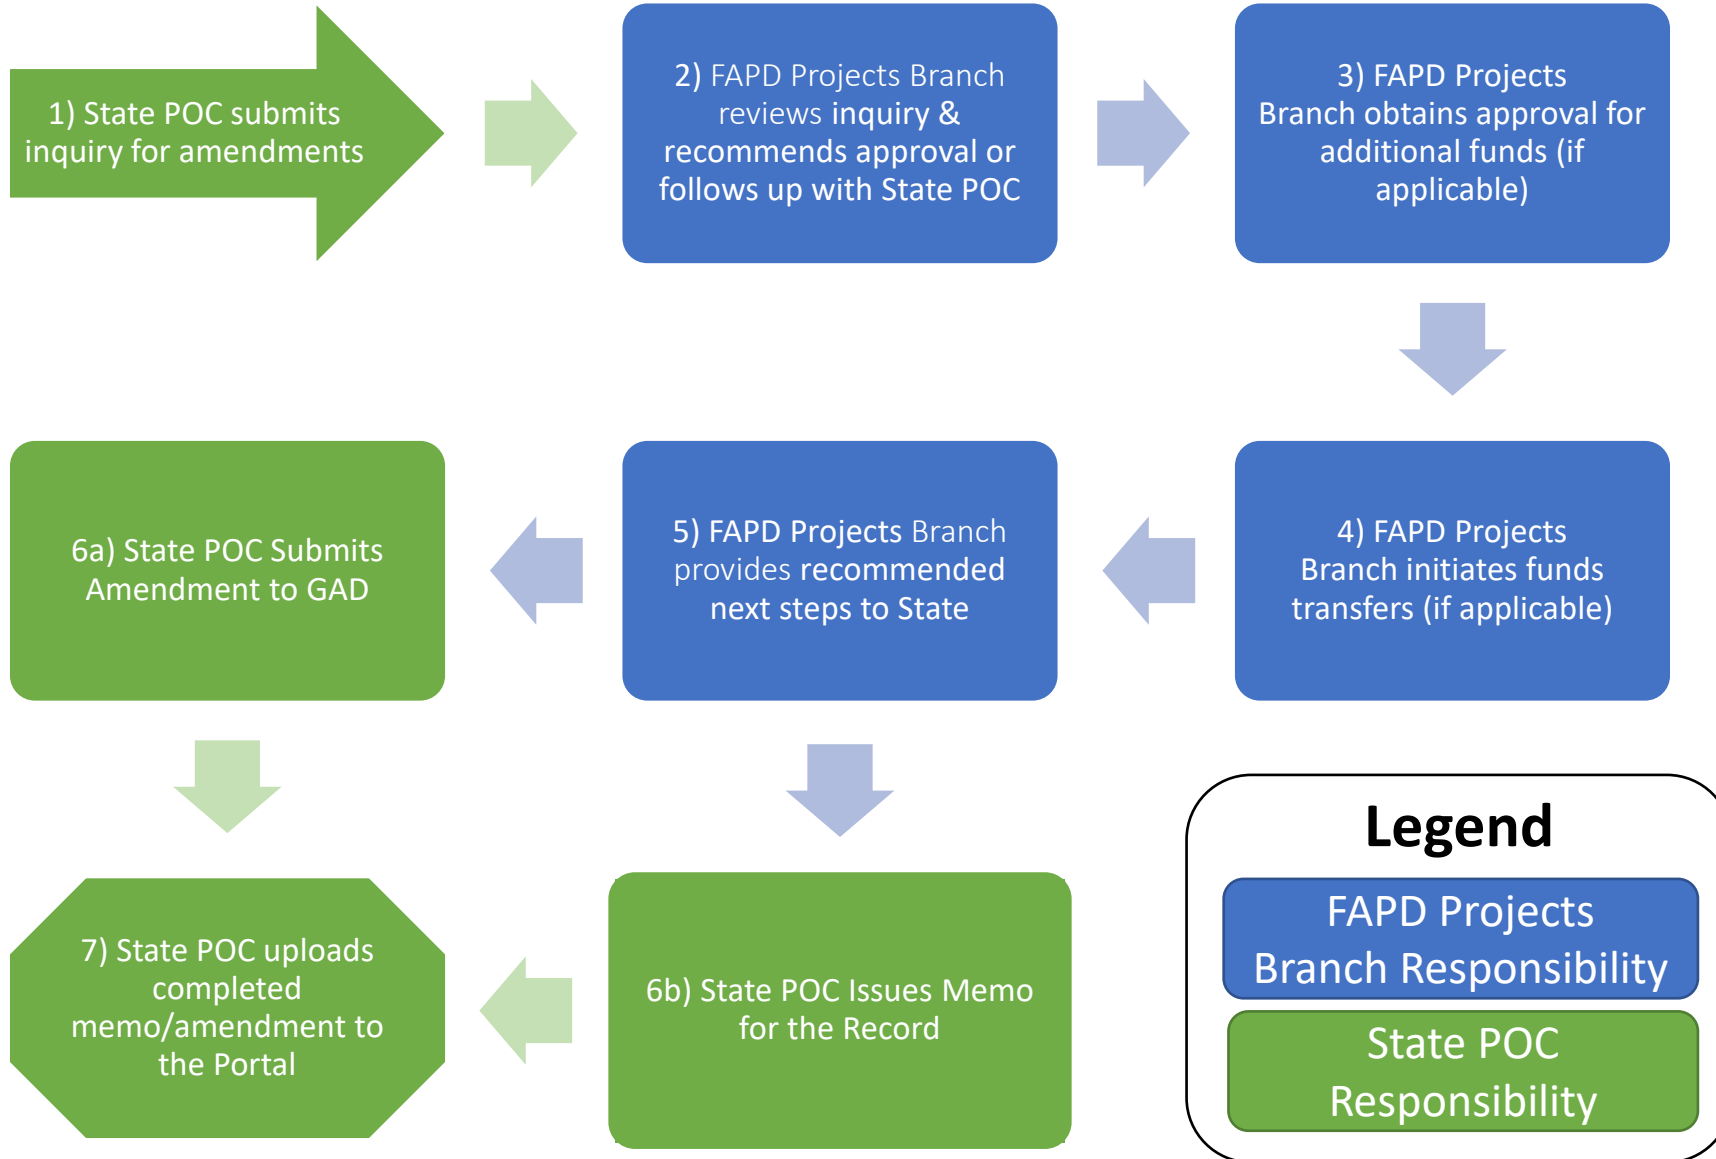 1) State POC submits
inquiry for amendments
2) FAPD Projects Branch
reviews inquiry &
recommends approval or
follows up with State POC
3) FAPD Projects
Branch obtains approval for
additional funds (if
applicable)
6a) State POC Submits
Amendment to GAD
5) FAPD Projects Branch
provides recommended
next steps to State
4) FAPD Projects
Branch initiates funds
transfers (if applicable)
7) State POC uploads
completed
memo/amendment to
the Portal
6b) State POC Issues Memo
for the Record
Legend
FAPD Projects
Branch Responsibility
State POC
Responsibility